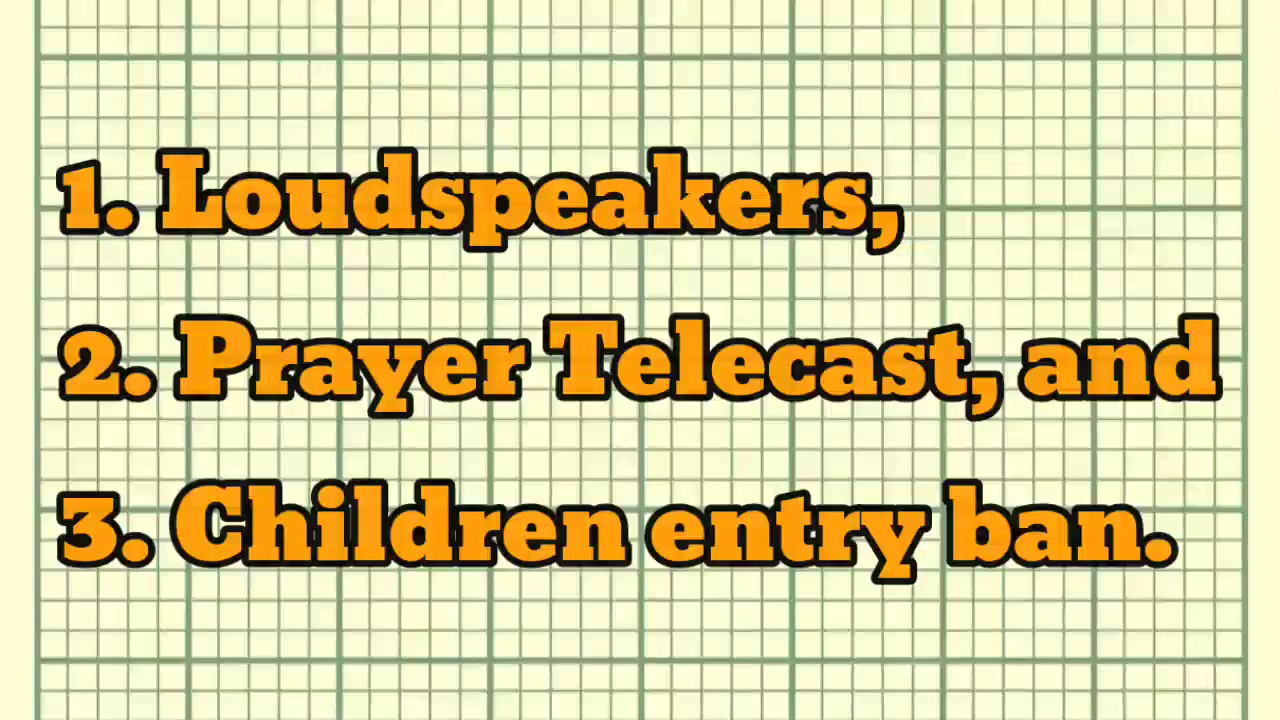 1. Loudspeakers,
2. Prayer Telecast, and
3. Children entry ban.